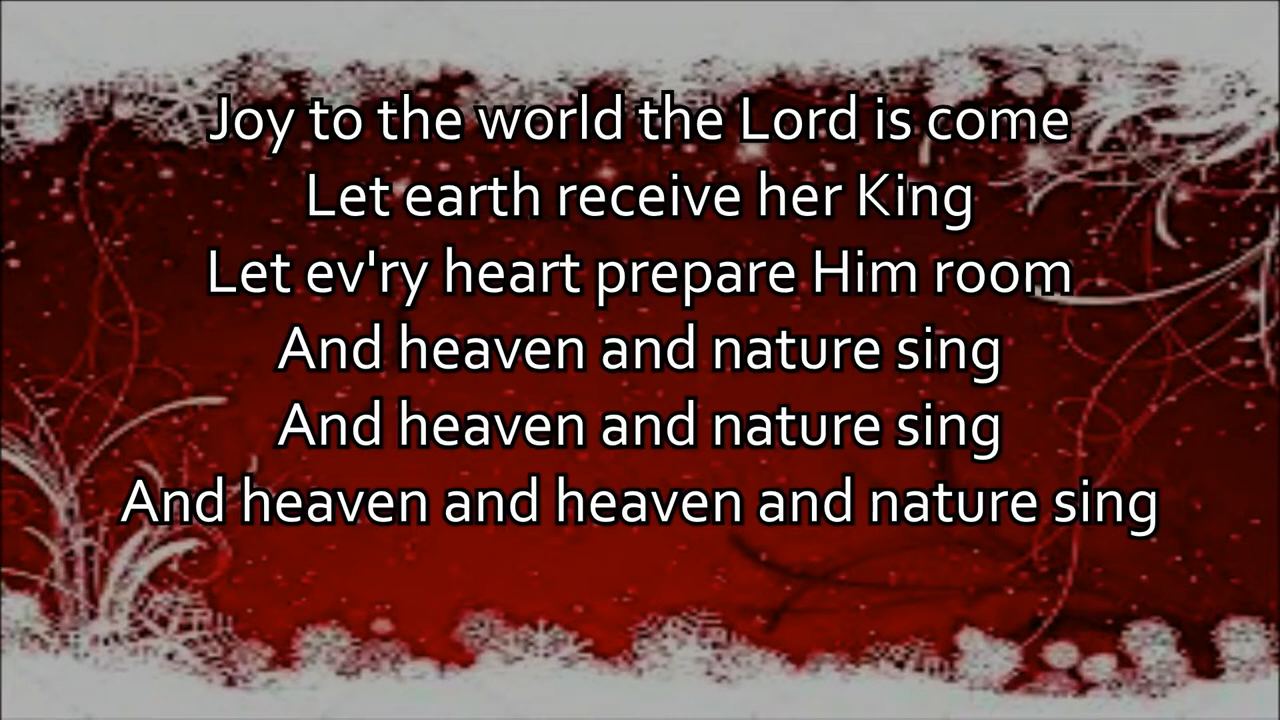 Joy to the world the Lord is come
Let earth receive her King
Let ev'ry heart prepare Him room
And heaven and nature sing
And heaven and nature sing
And heaven and heaven and nature sing